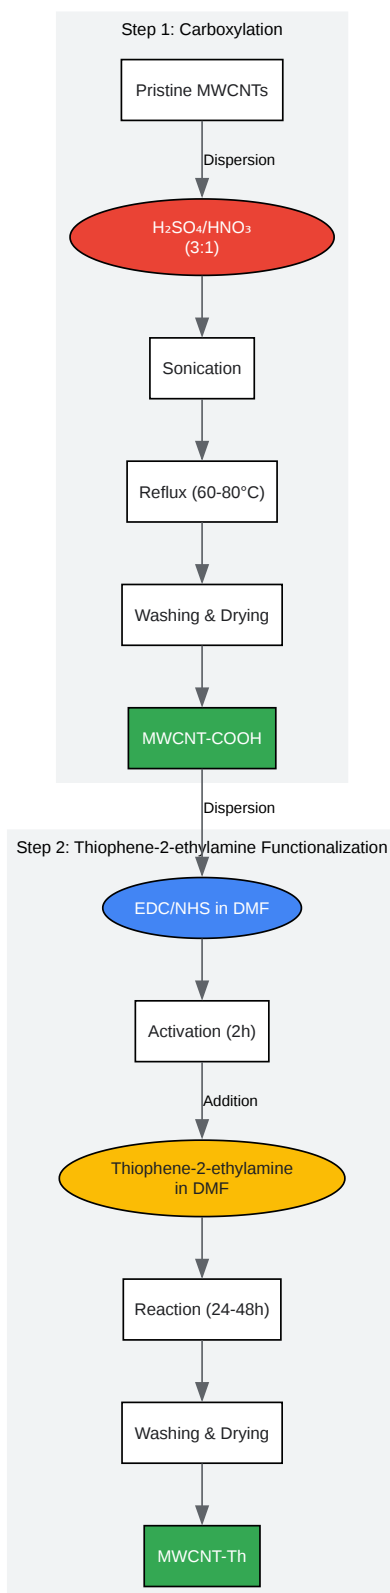 Step 1: Carboxylation
Pristine MWCNTs
Dispersion
H₂SO₄/HNO₃
(3:1)
Sonication
Reflux (60-80°C)
Washing & Drying
MWCNT-COOH
Dispersion
Step 2: Thiophene-2-ethylamine Functionalization
EDC/NHS in DMF
Activation (2h)
Addition
Thiophene-2-ethylamine
in DMF
Reaction (24-48h)
Washing & Drying
MWCNT-Th